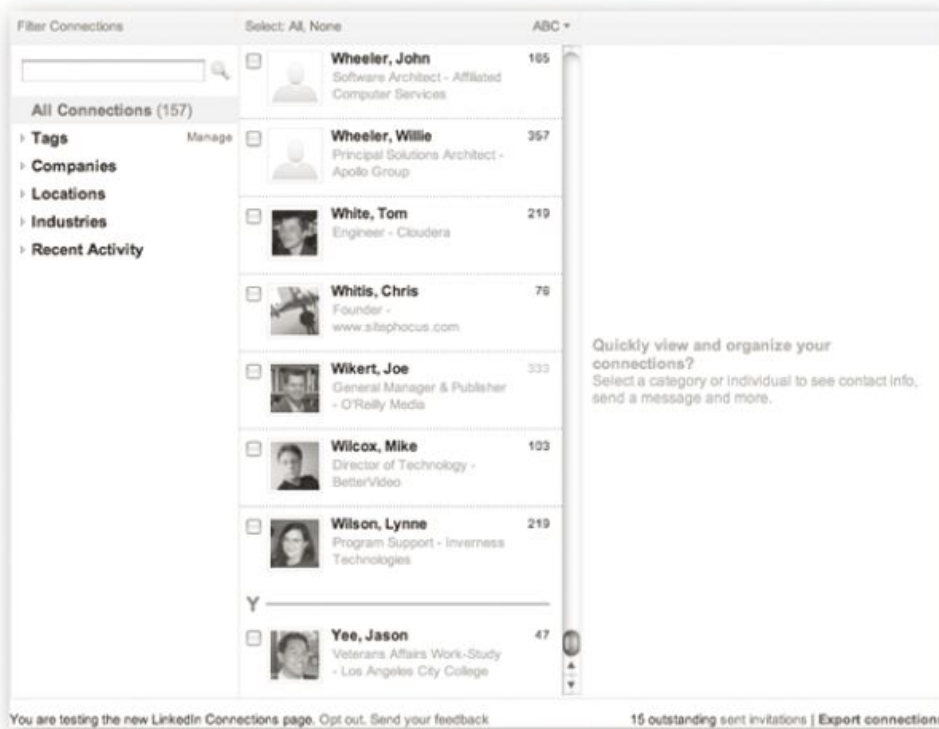 Filter Connections
Select: All, None
ABC
All Connections (157)
Tags
Manage
Companies
Locations
Industries
Recent Activity
Wheeler, John
165
Software Architect - Affiliated
Computer Services
Wheeler, Willie
357
Principal Solutions Architect -
Apollo Group
White, Tom
219
Engineer - Cloudera
Whitis, Chris
76
Founder -
www.sitephocus.com
Wikert, Joe
333
General Manager & Publisher
- O'Reilly Media
Wilcox, Mike
103
Director of Technology -
BetterVideo
Wilson, Lynne
219
Program Support - Inverness
Technologies
Y
Yee, Jason
47
Veterans Affairs Work-Study
- Los Angeles City College
Quickly view and organize your
connections?
Select a category or individual to see contact info,
send a message and more.
You are testing the new LinkedIn Connections page. Opt out. Send your feedback
15 outstanding sent invitations | Export connections